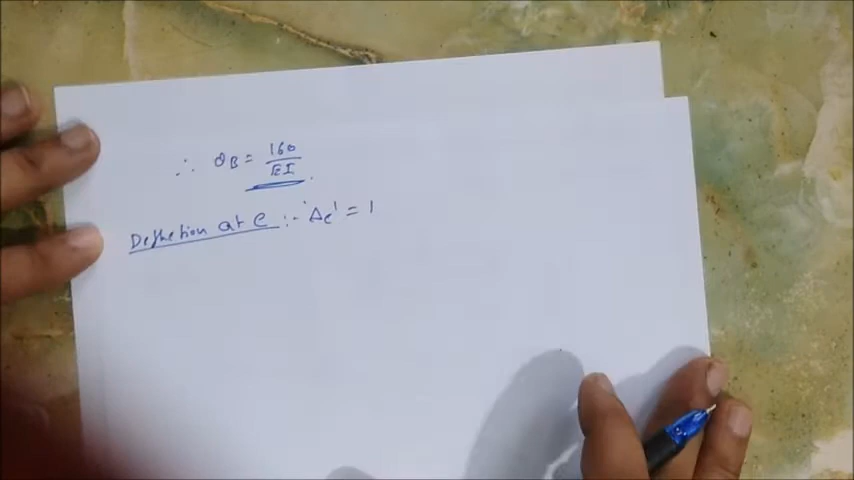 ∴ θB = 160/EI .
Deflection at C :- 'Δc' = 1